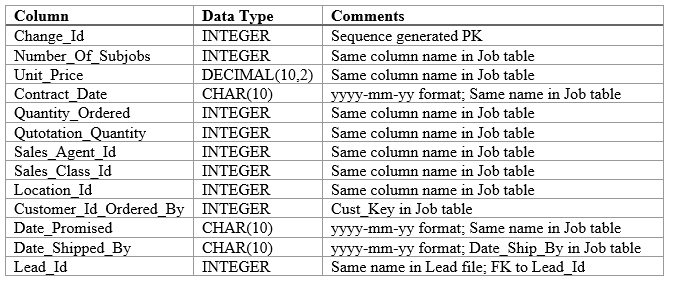 Column Data Type Comments
Change_Id INTEGER Sequence generated PK
Number_Of_Subjobs INTEGER Same column name in Job table
Unit_Price DECIMAL(10,2) Same column name in Job table
Contract_Date CHAR(10) yyyy-mm-yy format; Same name in Job table
Quantity_Ordered INTEGER Same column name in Job table
Qutotation_Quantity INTEGER Same column name in Job table
Sales_Agent_Id INTEGER Same column name in Job table
Sales_Class_Id INTEGER Same column name in Job table
Location_Id INTEGER Same column name in Job table
Customer_Id_Ordered_By INTEGER Cust_Key in Job table
Date_Promised CHAR(10) yyyy-mm-yy format; Same name in Job table
Date_Shipped_By CHAR(10) yyyy-mm-yy format; Date_Ship_By in Job table
Lead_Id INTEGER Same name in Lead file; FK to Lead_Id